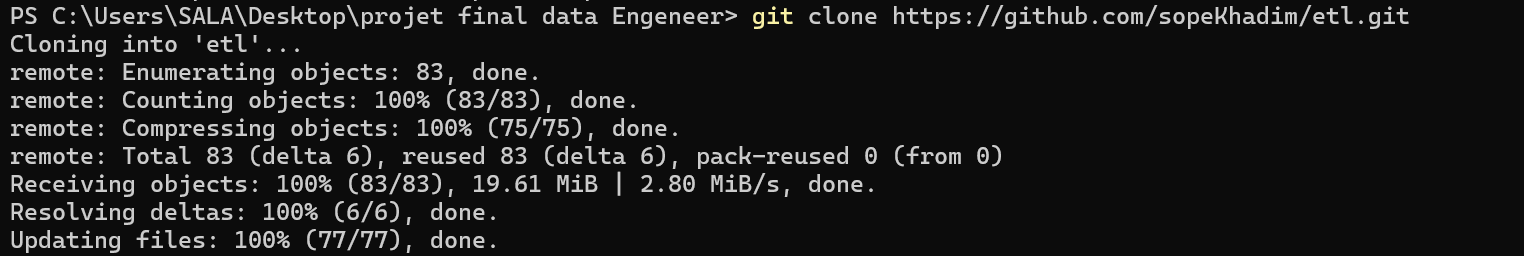 PS C:\Users\SALA\Desktop\projet final data Engeneer> git clone https://github.com/sopeKhadim/etl.git
Cloning into 'etl'...
remote: Enumerating objects: 83, done.
remote: Counting objects: 100% (83/83), done.
remote: Compressing objects: 100% (75/75), done.
remote: Total 83 (delta 6), reused 83 (delta 6), pack-reused 0 (from 0)
Receiving objects: 100% (83/83), 19.61 MiB | 2.80 MiB/s, done.
Resolving deltas: 100% (6/6), done.
Updating files: 100% (77/77), done.